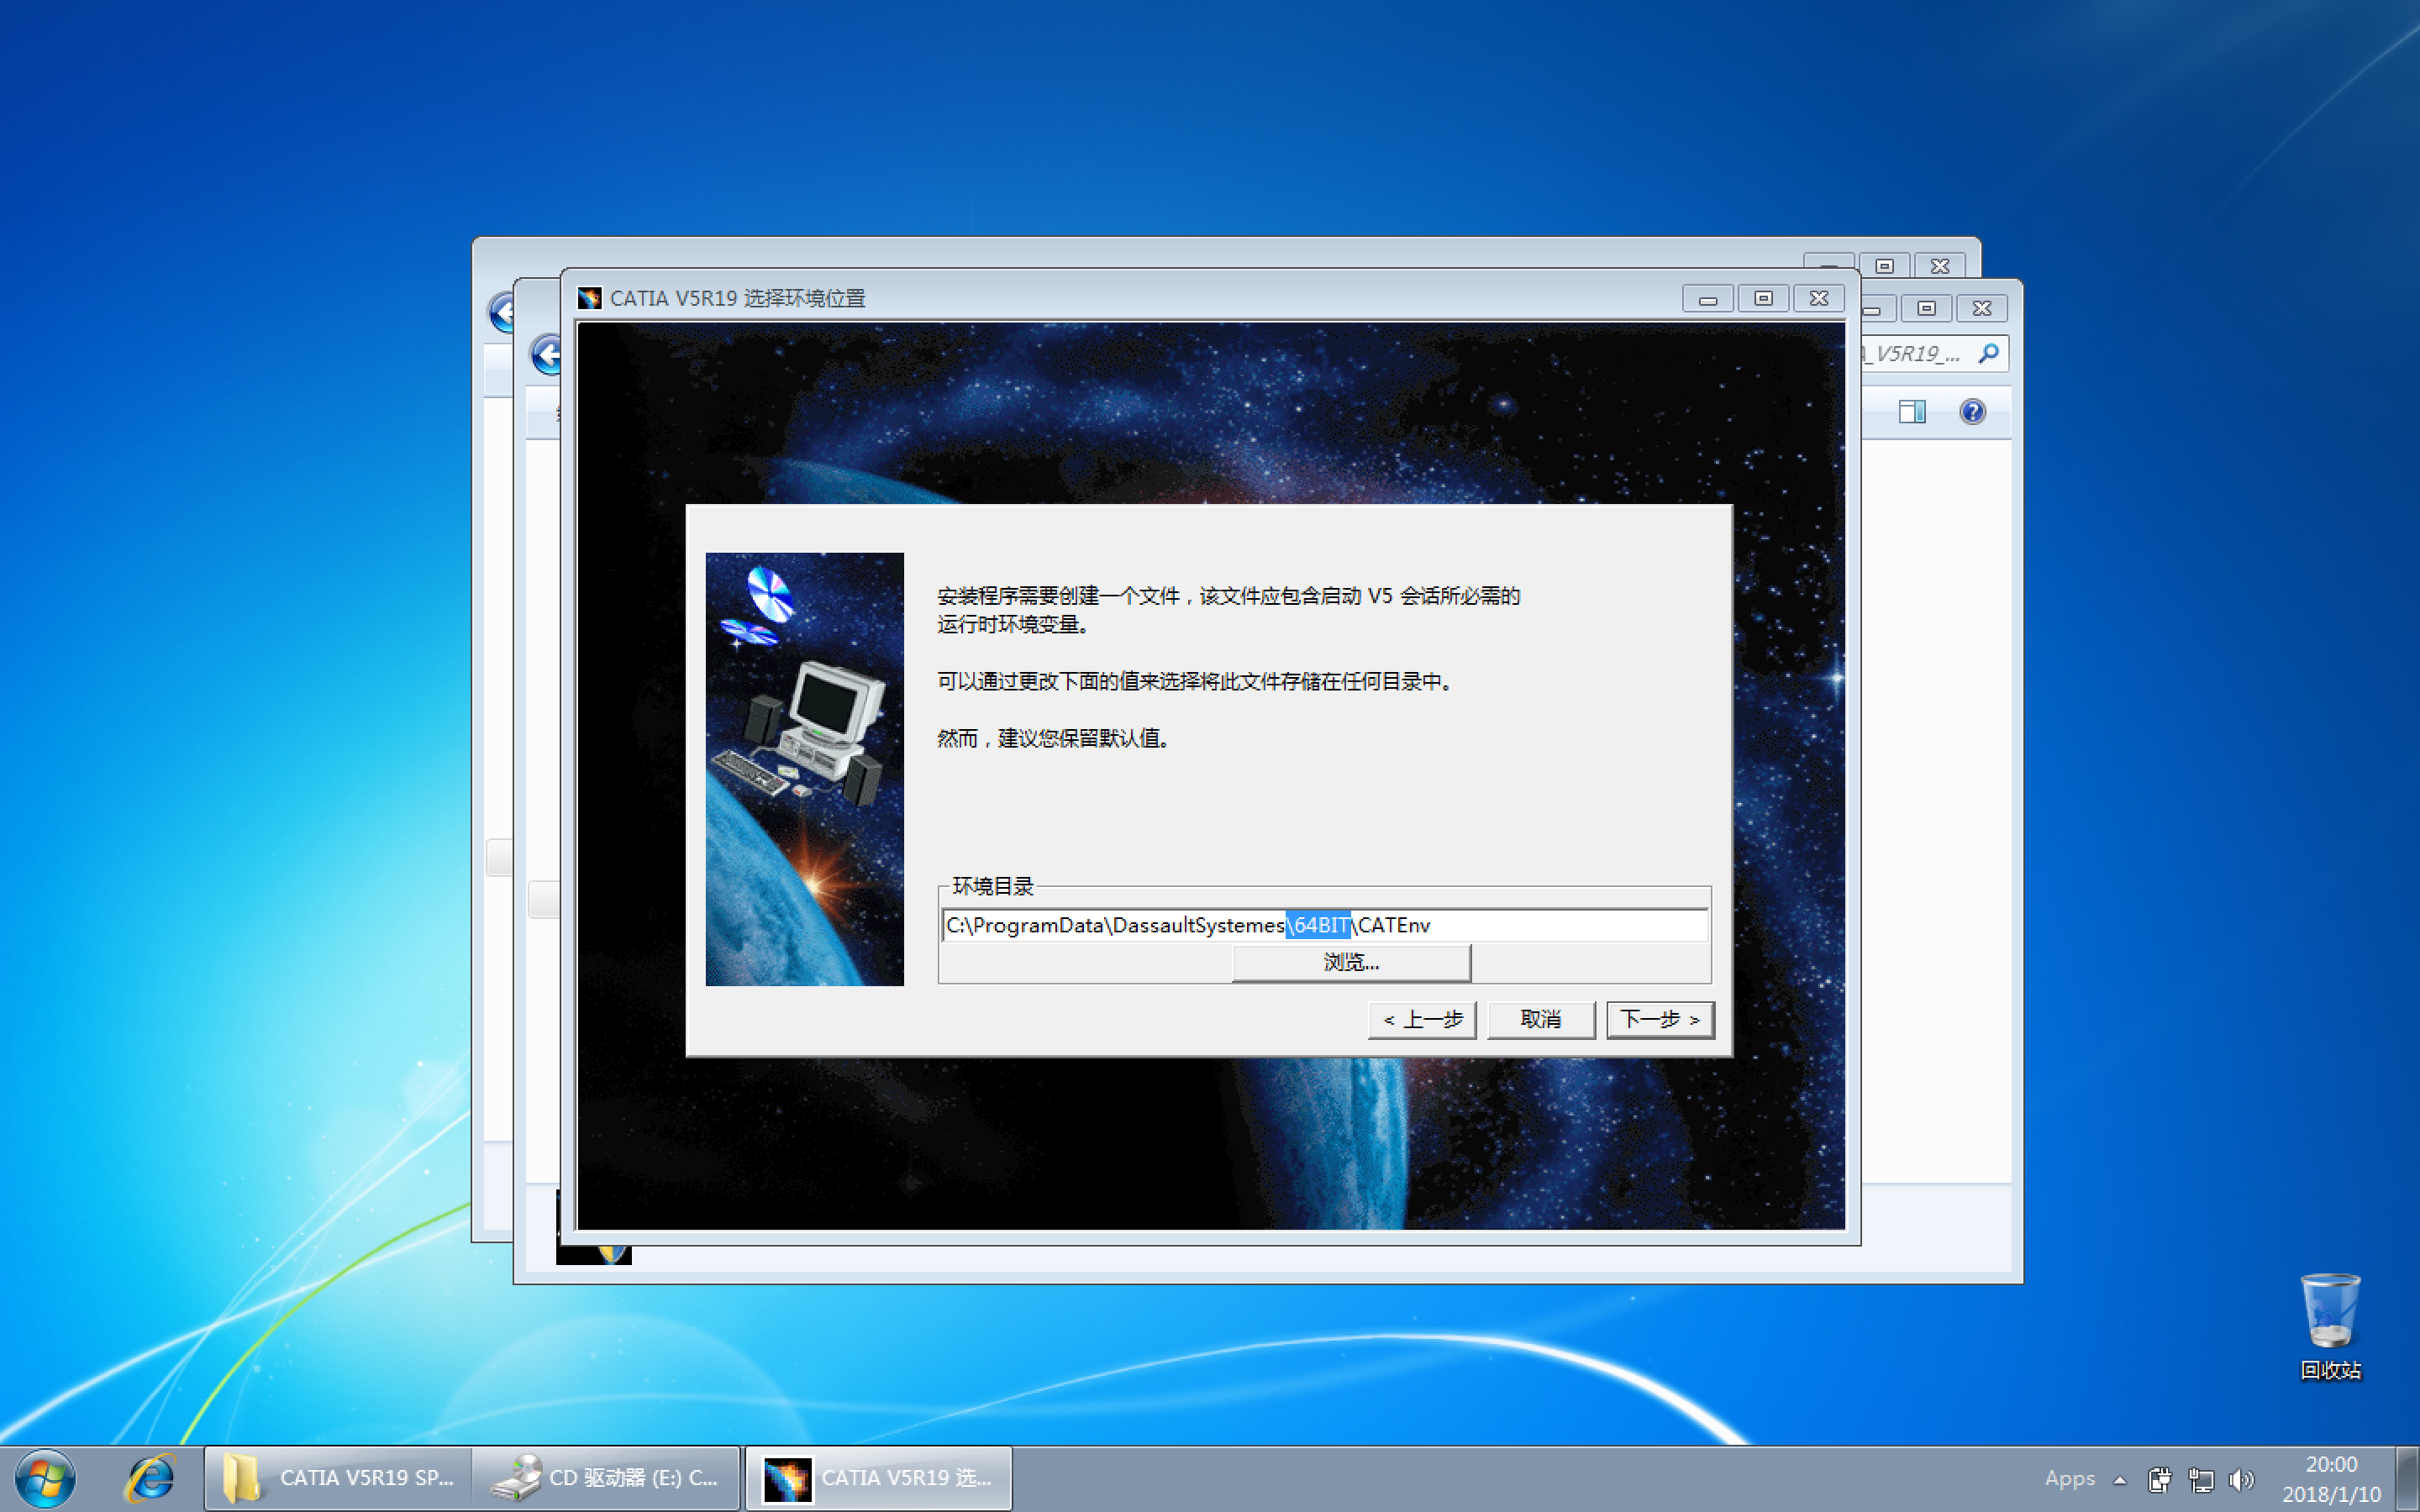 CATIA V5R19 选择环境位置
_V5R19_...
安装程序需要创建一个文件，该文件应包含启动 V5 会话所必需的
运行时环境变量。
可以通过更改下面的值来选择将此文件存储在任何目录中。
然而，建议您保留默认值。
环境目录
C:\ProgramData\DassaultSystemes\64BIT\CATEnv
浏览...
< 上一步
取消
下一步 >
回收站
CATIA V5R19 SP...
CD 驱动器 (E:) C...
CATIA V5R19 选...
Apps
20:00
2018/1/10